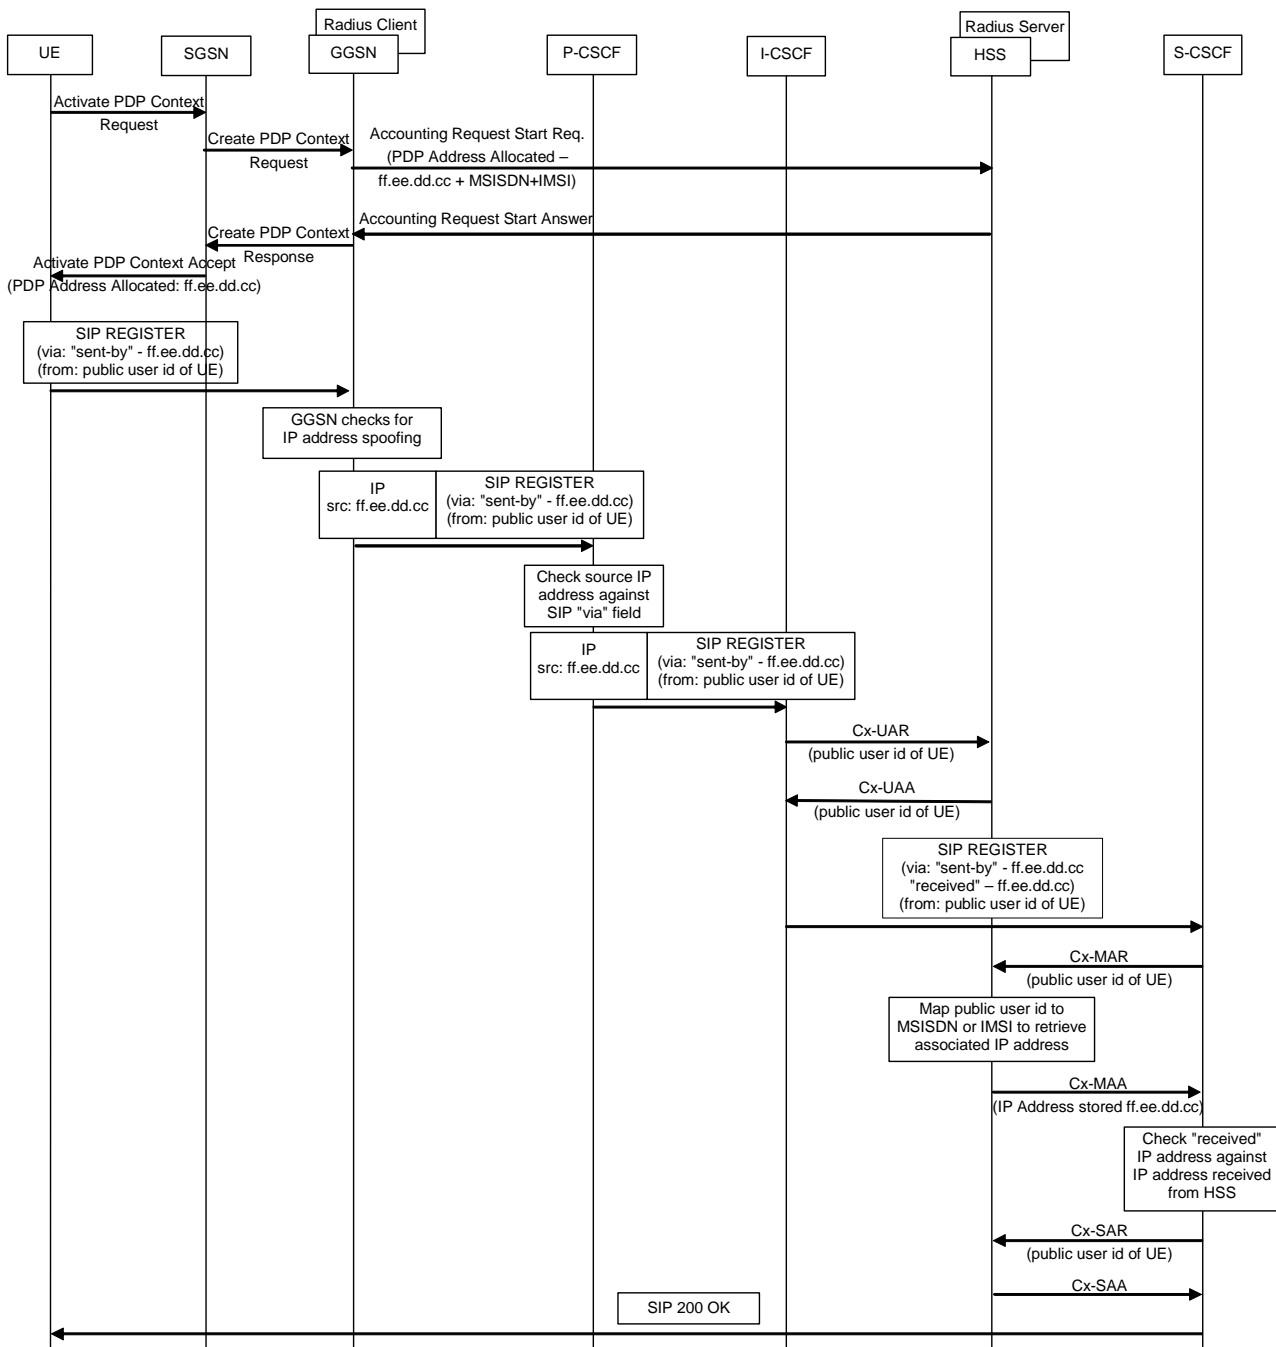 Radius Client
Radius Server
UE
SGSN
GGSN
P-CSCF
I-CSCF
HSS
S-CSCF
Activate PDP Context
Request
Create PDP Context
Request
Accounting Request Start Req.
(PDP Address Allocated –
ff.ee.dd.cc + MSISDN+IMSI)
Accounting Request Start Answer
Create PDP Context
Response
Activate PDP Context Accept
(PDP Address Allocated: ff.ee.dd.cc)
SIP REGISTER
(via: "sent-by" - ff.ee.dd.cc)
(from: public user id of UE)
GGSN checks for
IP address spoofing
IP
src: ff.ee.dd.cc
SIP REGISTER
(via: "sent-by" - ff.ee.dd.cc)
(from: public user id of UE)
Check source IP
address against
SIP "via" field
IP
src: ff.ee.dd.cc
SIP REGISTER
(via: "sent-by" - ff.ee.dd.cc)
(from: public user id of UE)
Cx-UAR
(public user id of UE)
Cx-UAA
(public user id of UE)
SIP REGISTER
(via: "sent-by" - ff.ee.dd.cc
"received" – ff.ee.dd.cc)
(from: public user id of UE)
Cx-MAR
(public user id of UE)
Map public user id to
MSISDN or IMSI to retrieve
associated IP address
Cx-MAA
(IP Address stored ff.ee.dd.cc)
Check "received"
IP address against
IP address received
from HSS
Cx-SAR
(public user id of UE)
Cx-SAA
SIP 200 OK